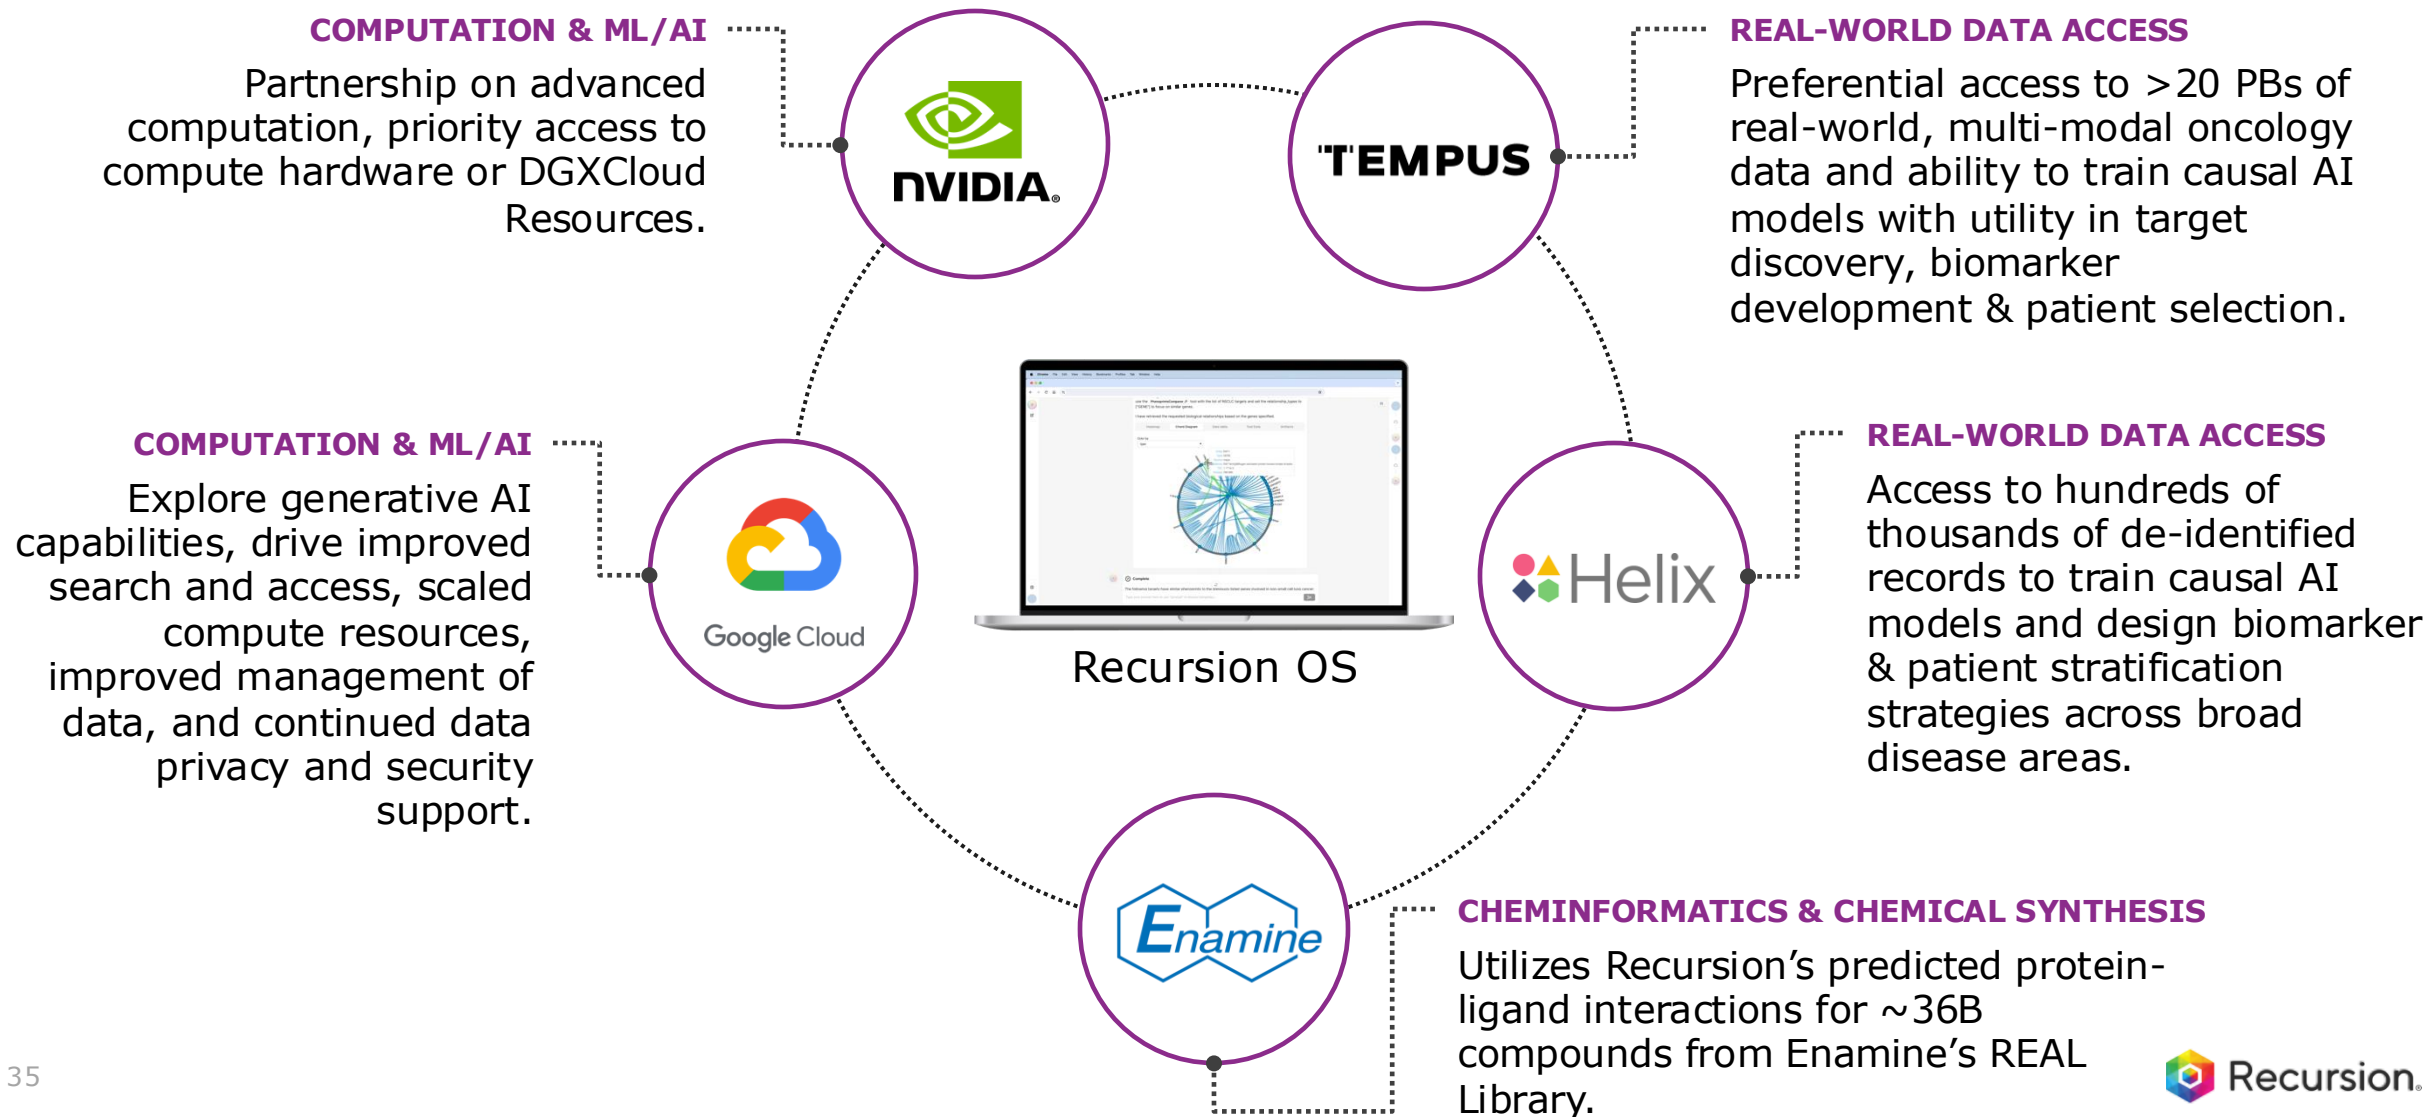 COMPUTATION & ML/AI
Partnership on advanced
computation, priority access to
compute hardware or DGXCloud
Resources.
NVIDIA®
TEMPUS
REAL-WORLD DATA ACCESS
Preferential access to >20 PBs of
real-world, multi-modal oncology
data and ability to train causal AI
models with utility in target
discovery, biomarker
development & patient selection.
COMPUTATION & ML/AI
Explore generative AI
capabilities, drive improved
search and access, scaled
compute resources,
improved management of
data, and continued data
privacy and security
support.
Google Cloud
Complete
Recursion OS
Helix
REAL-WORLD DATA ACCESS
Access to hundreds of
thousands of de-identified
records to train causal AI
models and design biomarker
& patient stratification
strategies across broad
disease areas.
Enamine
CHEMINFORMATICS & CHEMICAL SYNTHESIS
Utilizes Recursion’s predicted protein-
ligand interactions for ~36B
compounds from Enamine’s REAL
Library.
35
Recursion®